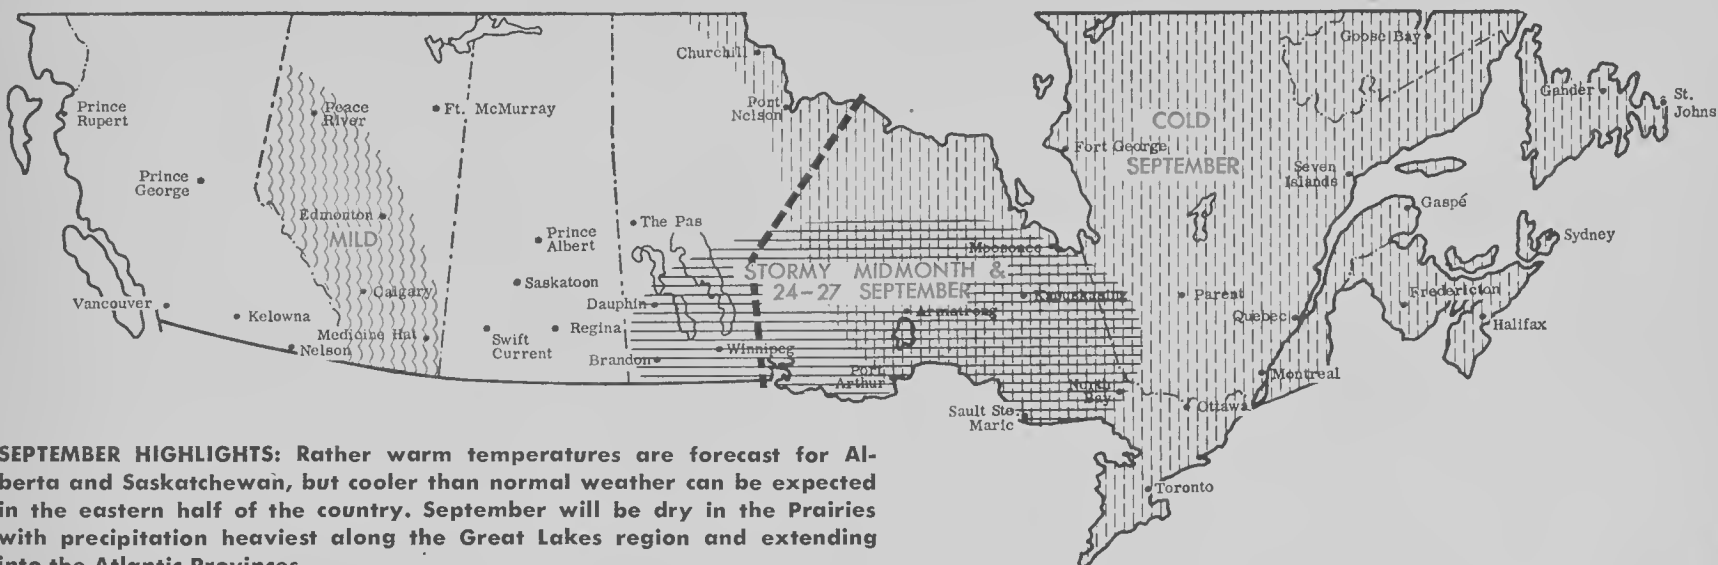 Churchill
Goose Bay
Prince
Rupert
Peace
River
Ft. McMurray
Port
Nelson
Gander
St.
Johns
COLD
SEPTEMBER
Fort George
Prince
George
Seven
Islands
Edmonton
MILD
The Pas
Gaspé
Prince
Albert
Moosonee
Sydney
STORMY MIDMONTH &
24-27 SEPTEMBER
Saskatoon
Calgary
Kapuskasing
Parent
Fredericton
Vancouver
Dauphin
Kelowna
Armstrong
Quebec
Halifax
Medicine Hat
Swift
Current
Regina
Nelson
Winnipeg
Brandon
Port
Arthur
Montreal
North
Bay
Ottawa
Sault Ste.
Marie
Toronto
SEPTEMBER HIGHLIGHTS: Rather warm temperatures are forecast for Al-
berta and Saskatchewan, but cooler than normal weather can be expected
in the eastern half of the country. September will be dry in the Prairies
with precipitation heaviest along the Great Lakes region and extending
into the Atlantic Provinces.